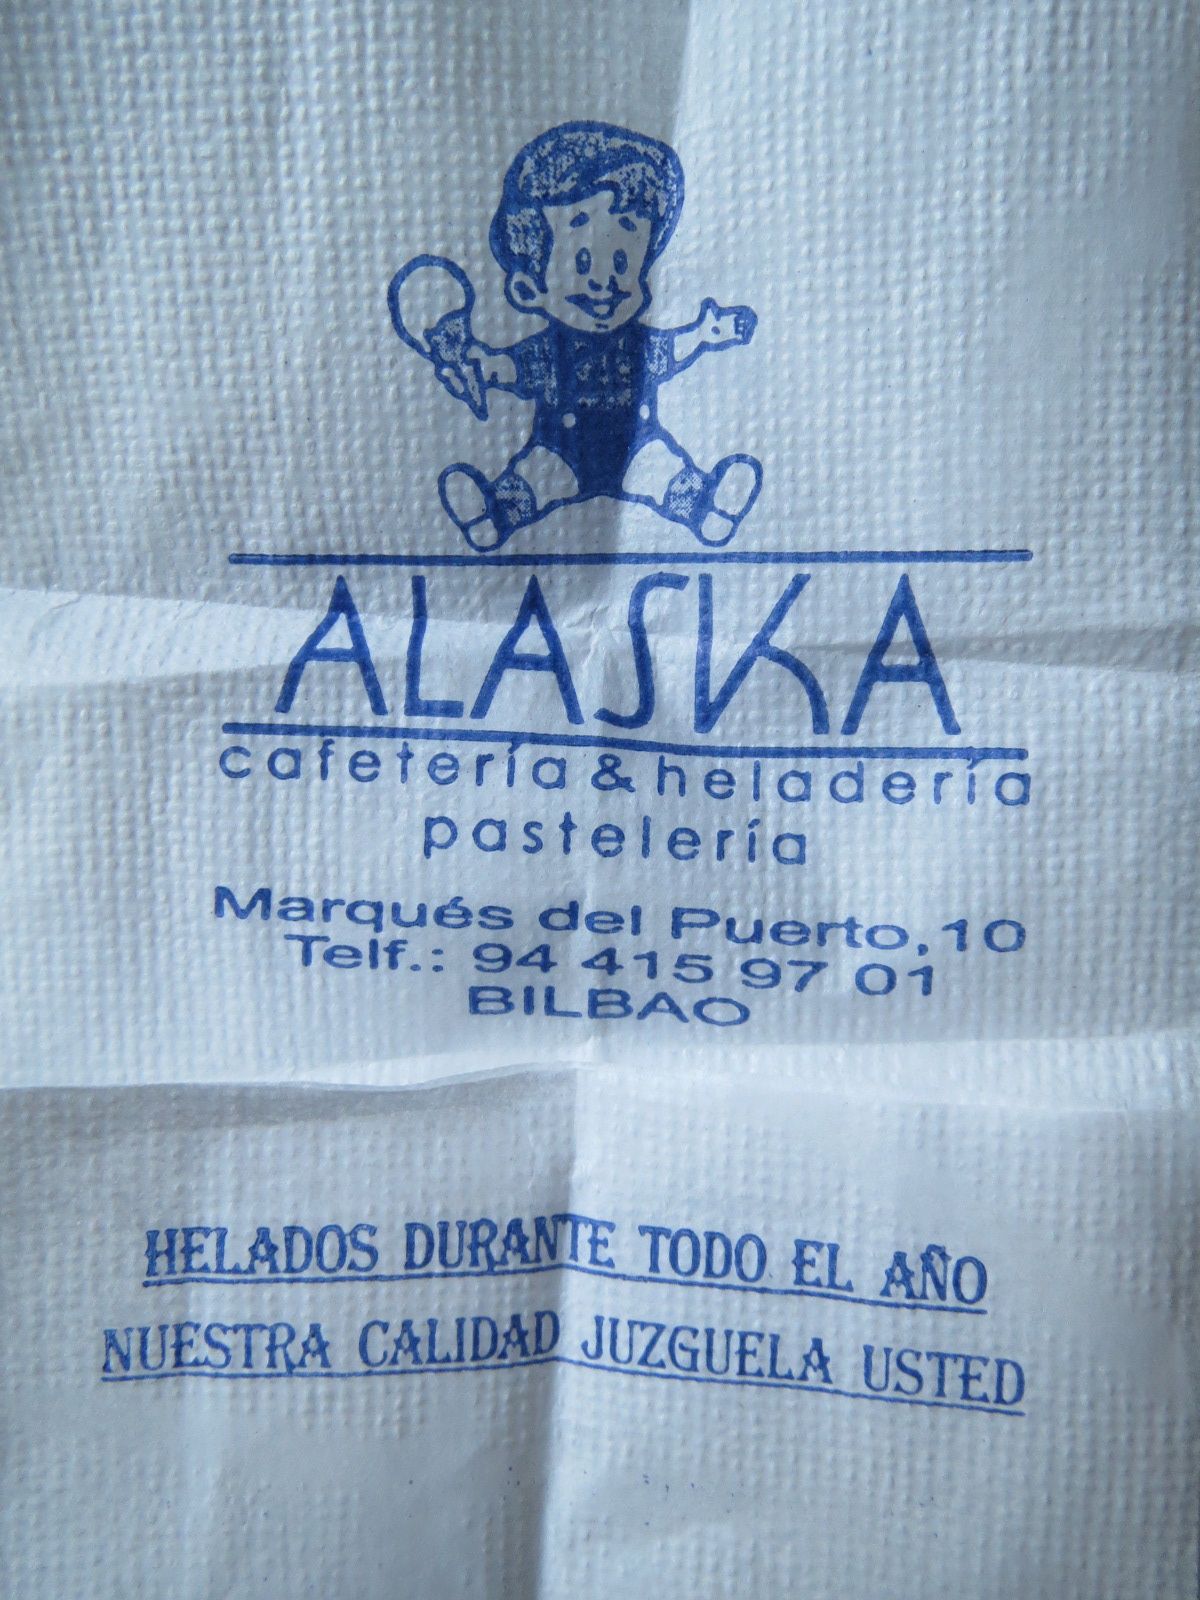 ALASKA
cafetería & heladería
pastelería
Marqués del Puerto, 10
Telf.: 94 415 97 01
BILBAO
HELADOS DURANTE TODO EL AÑO
NUESTRA CALIDAD JUZGUELA USTED